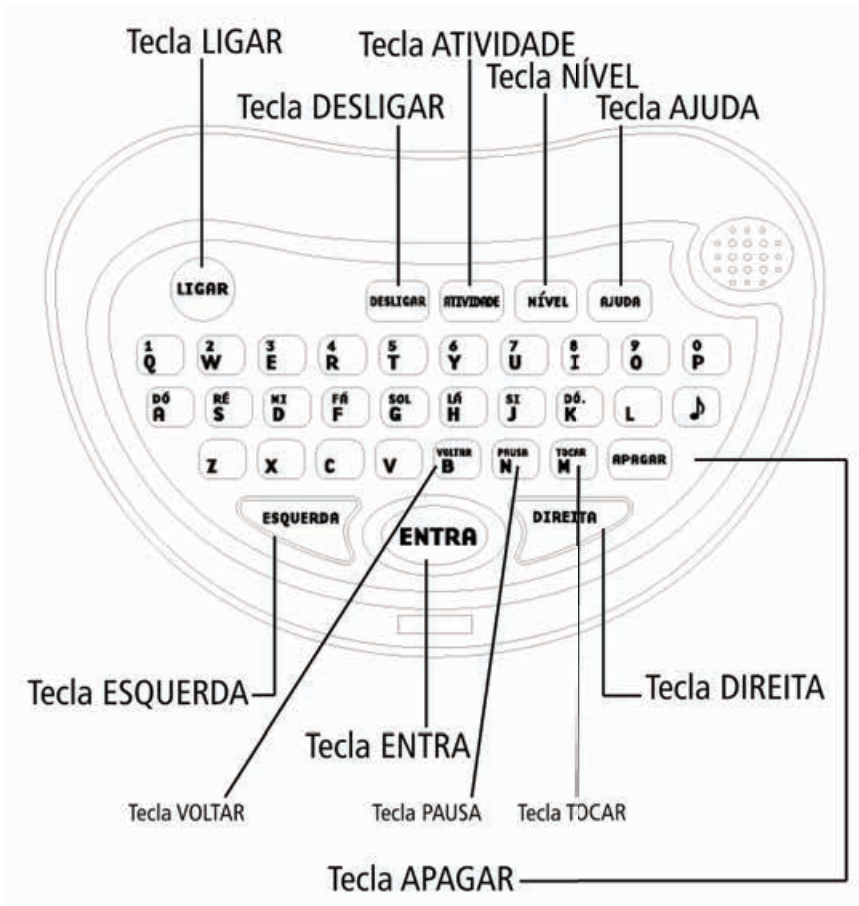 Tecla LIGAR
Tecla ATIVIDADE
Tecla NÍVEL
Tecla DESLIGAR
Tecla AJUDA
LIGAR
DESLIGAR ATIVIDADE NÍVEL AJUDA
1 2 3 4 5 6 7 8 9 0
Q W E R T Y U I O P
DÓ RÉ MI FÁ SOL LÁ SI DÓ.
A S D F G H J K L ♪
VOLTAR PAUSA TOCAR
Z X C V B N M APAGAR
ESQUERDA ENTRA DIREITA
Tecla ESQUERDA
Tecla DIREITA
Tecla ENTRA
Tecla VOLTAR
Tecla PAUSA
Tecla TOCAR
Tecla APAGAR